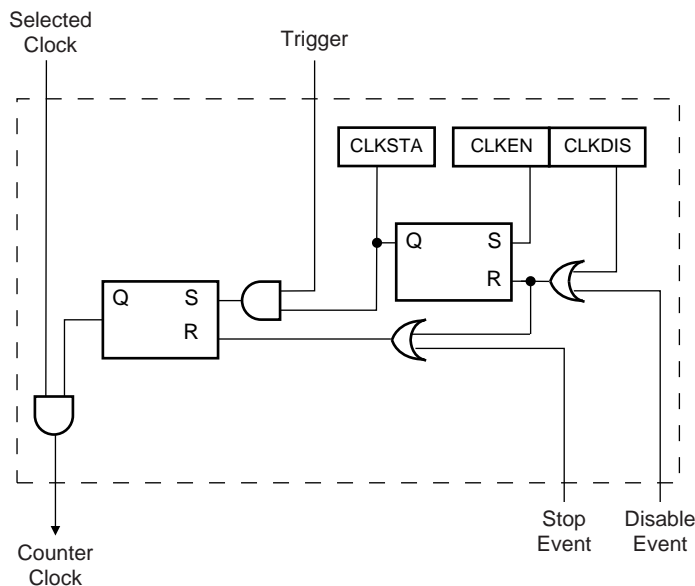 Selected
Clock
Trigger
CLKSTA
CLKEN
CLKDIS
Q
S
R
Q
S
R
Stop
Event
Disable
Event
Counter
Clock